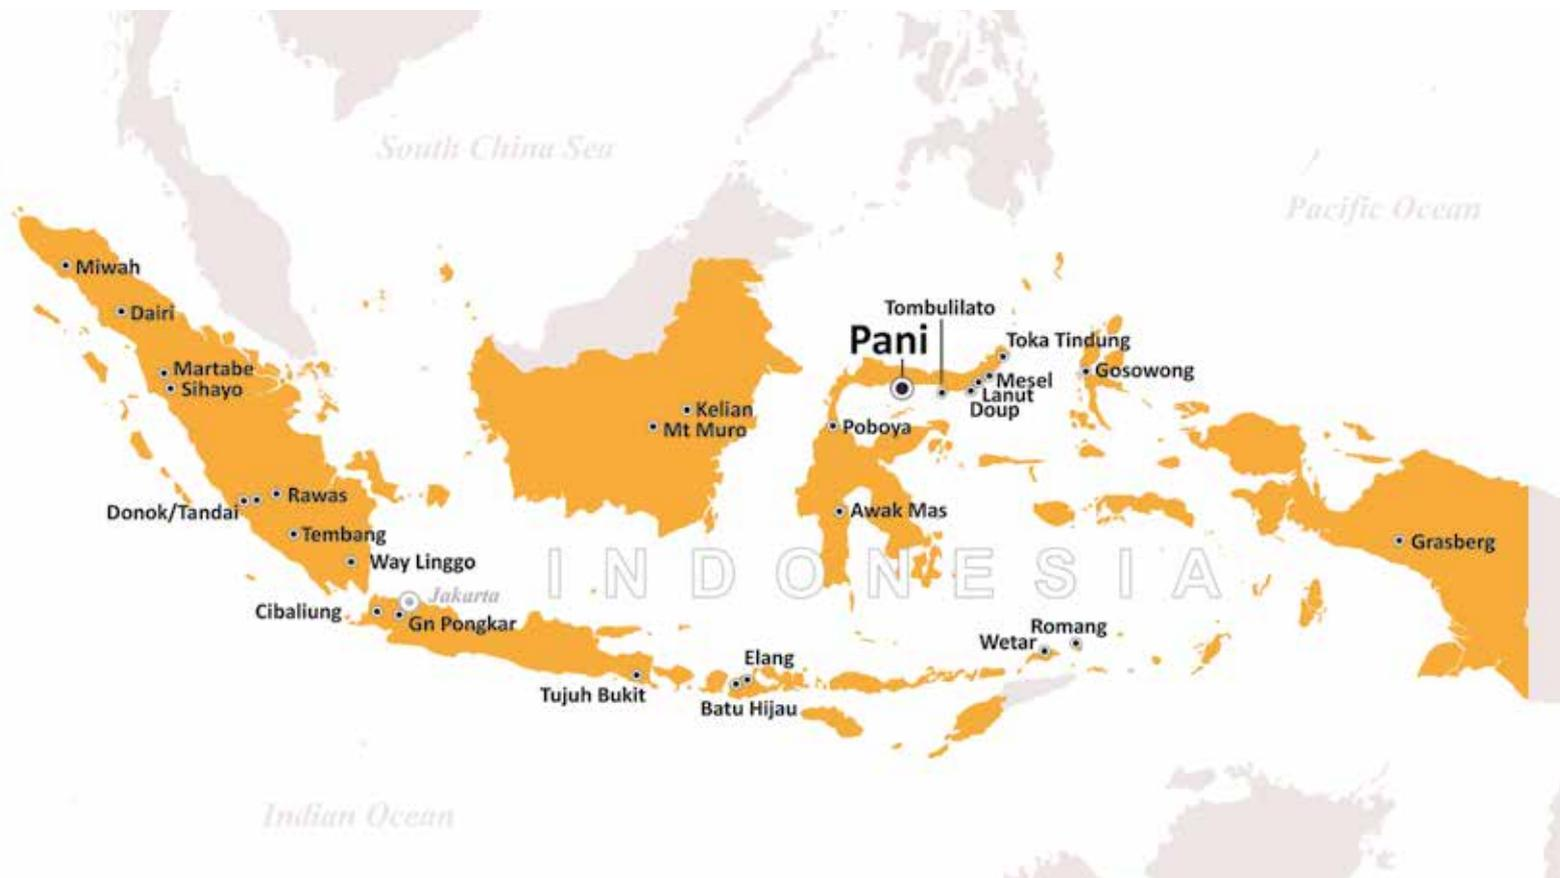 South China Sea
Pacific Ocean
Miwah
Dairi
Tombulilato
Pani
Toka Tindung
Martabe
Gosowong
Sihayo
Mesel
Lanut
Doup
Kelian
Mt Muro
Poboya
Rawas
Donok/Tandai
Awak Mas
Tembang
Grasberg
Way Linggo
INDONESIA
Jakarta
Cibaliung
Gn Pongkar
Romang
Wetar
Elang
Tujuh Bukit
Batu Hijau
Indian Ocean